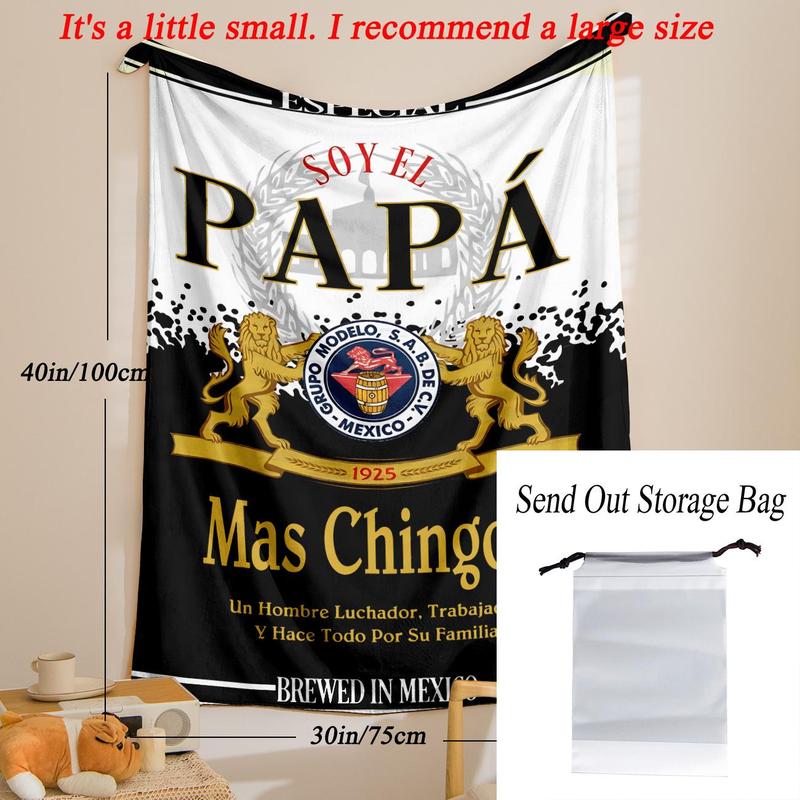 It's a little small. I recommend a large size
ESPECIAL
SOY EL
PAPÁ
GRUPO MODELO, S.A.B. DE C.V.
MEXICO
1925
40in/100cm
Send Out Storage Bag
Mas Chingo
Un Hombre Luchador, Trabajad
Y Hace Todo Por Su Familia
BREWED IN MEXICO
30in/75cm